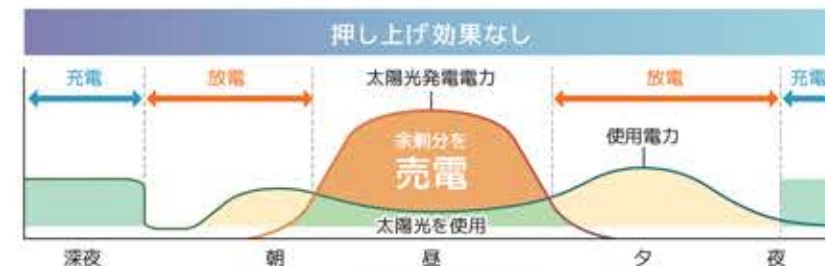 押し上げ効果なし
充電
放電
太陽光発電電力
放電
充電
使用電力
余剰分を
売電
太陽光を使用
深夜
朝
昼
夕
夜